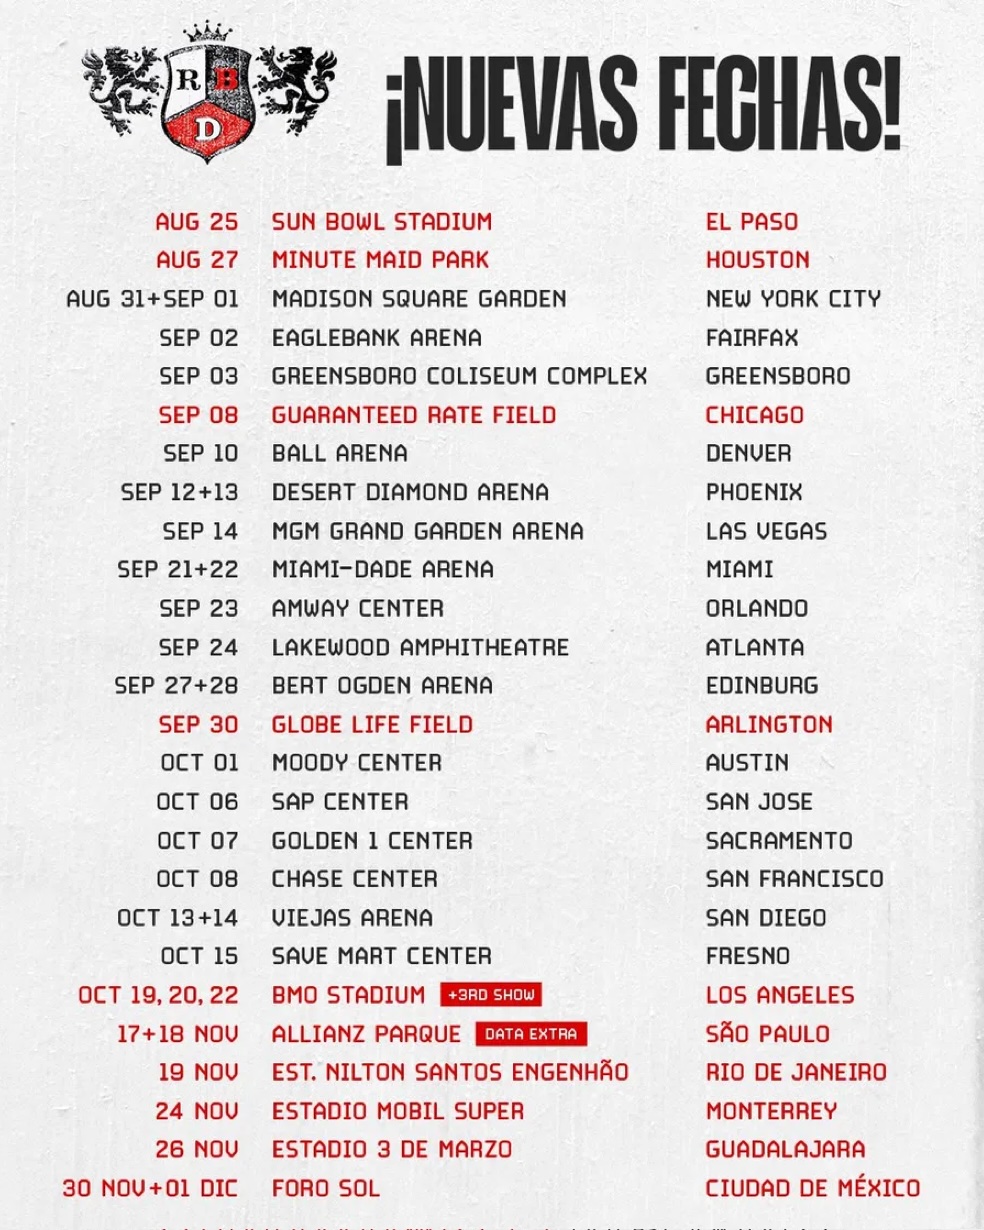 R B
D
¡NUEVAS FECHAS!
AUG 25 SUN BOWL STADIUM EL PASO
AUG 27 MINUTE MAID PARK HOUSTON
AUG 31+SEP 01 MADISON SQUARE GARDEN NEW YORK CITY
SEP 02 EAGLEBANK ARENA FAIRFAX
SEP 03 GREENSBORO COLISEUM COMPLEX GREENSBORO
SEP 08 GUARANTEED RATE FIELD CHICAGO
SEP 10 BALL ARENA DENVER
SEP 12+13 DESERT DIAMOND ARENA PHOENIX
SEP 14 MGM GRAND GARDEN ARENA LAS VEGAS
SEP 21+22 MIAMI-DADE ARENA MIAMI
SEP 23 AMWAY CENTER ORLANDO
SEP 24 LAKEWOOD AMPHITHEATRE ATLANTA
SEP 27+28 BERT OGDEN ARENA EDINBURG
SEP 30 GLOBE LIFE FIELD ARLINGTON
OCT 01 MOODY CENTER AUSTIN
OCT 06 SAP CENTER SAN JOSE
OCT 07 GOLDEN 1 CENTER SACRAMENTO
OCT 08 CHASE CENTER SAN FRANCISCO
OCT 13+14 VIEJAS ARENA SAN DIEGO
OCT 15 SAVE MART CENTER FRESNO
OCT 19, 20, 22 BMO STADIUM +3RD SHOW LOS ANGELES
17+18 NOV ALLIANZ PARQUE DATA EXTRA SÃO PAULO
19 NOV EST. NILTON SANTOS ENGENHÃO RIO DE JANEIRO
24 NOV ESTADIO MOBIL SUPER MONTERREY
26 NOV ESTADIO 3 DE MARZO GUADALAJARA
30 NOV+01 DIC FORO SOL CIUDAD DE MÉXICO